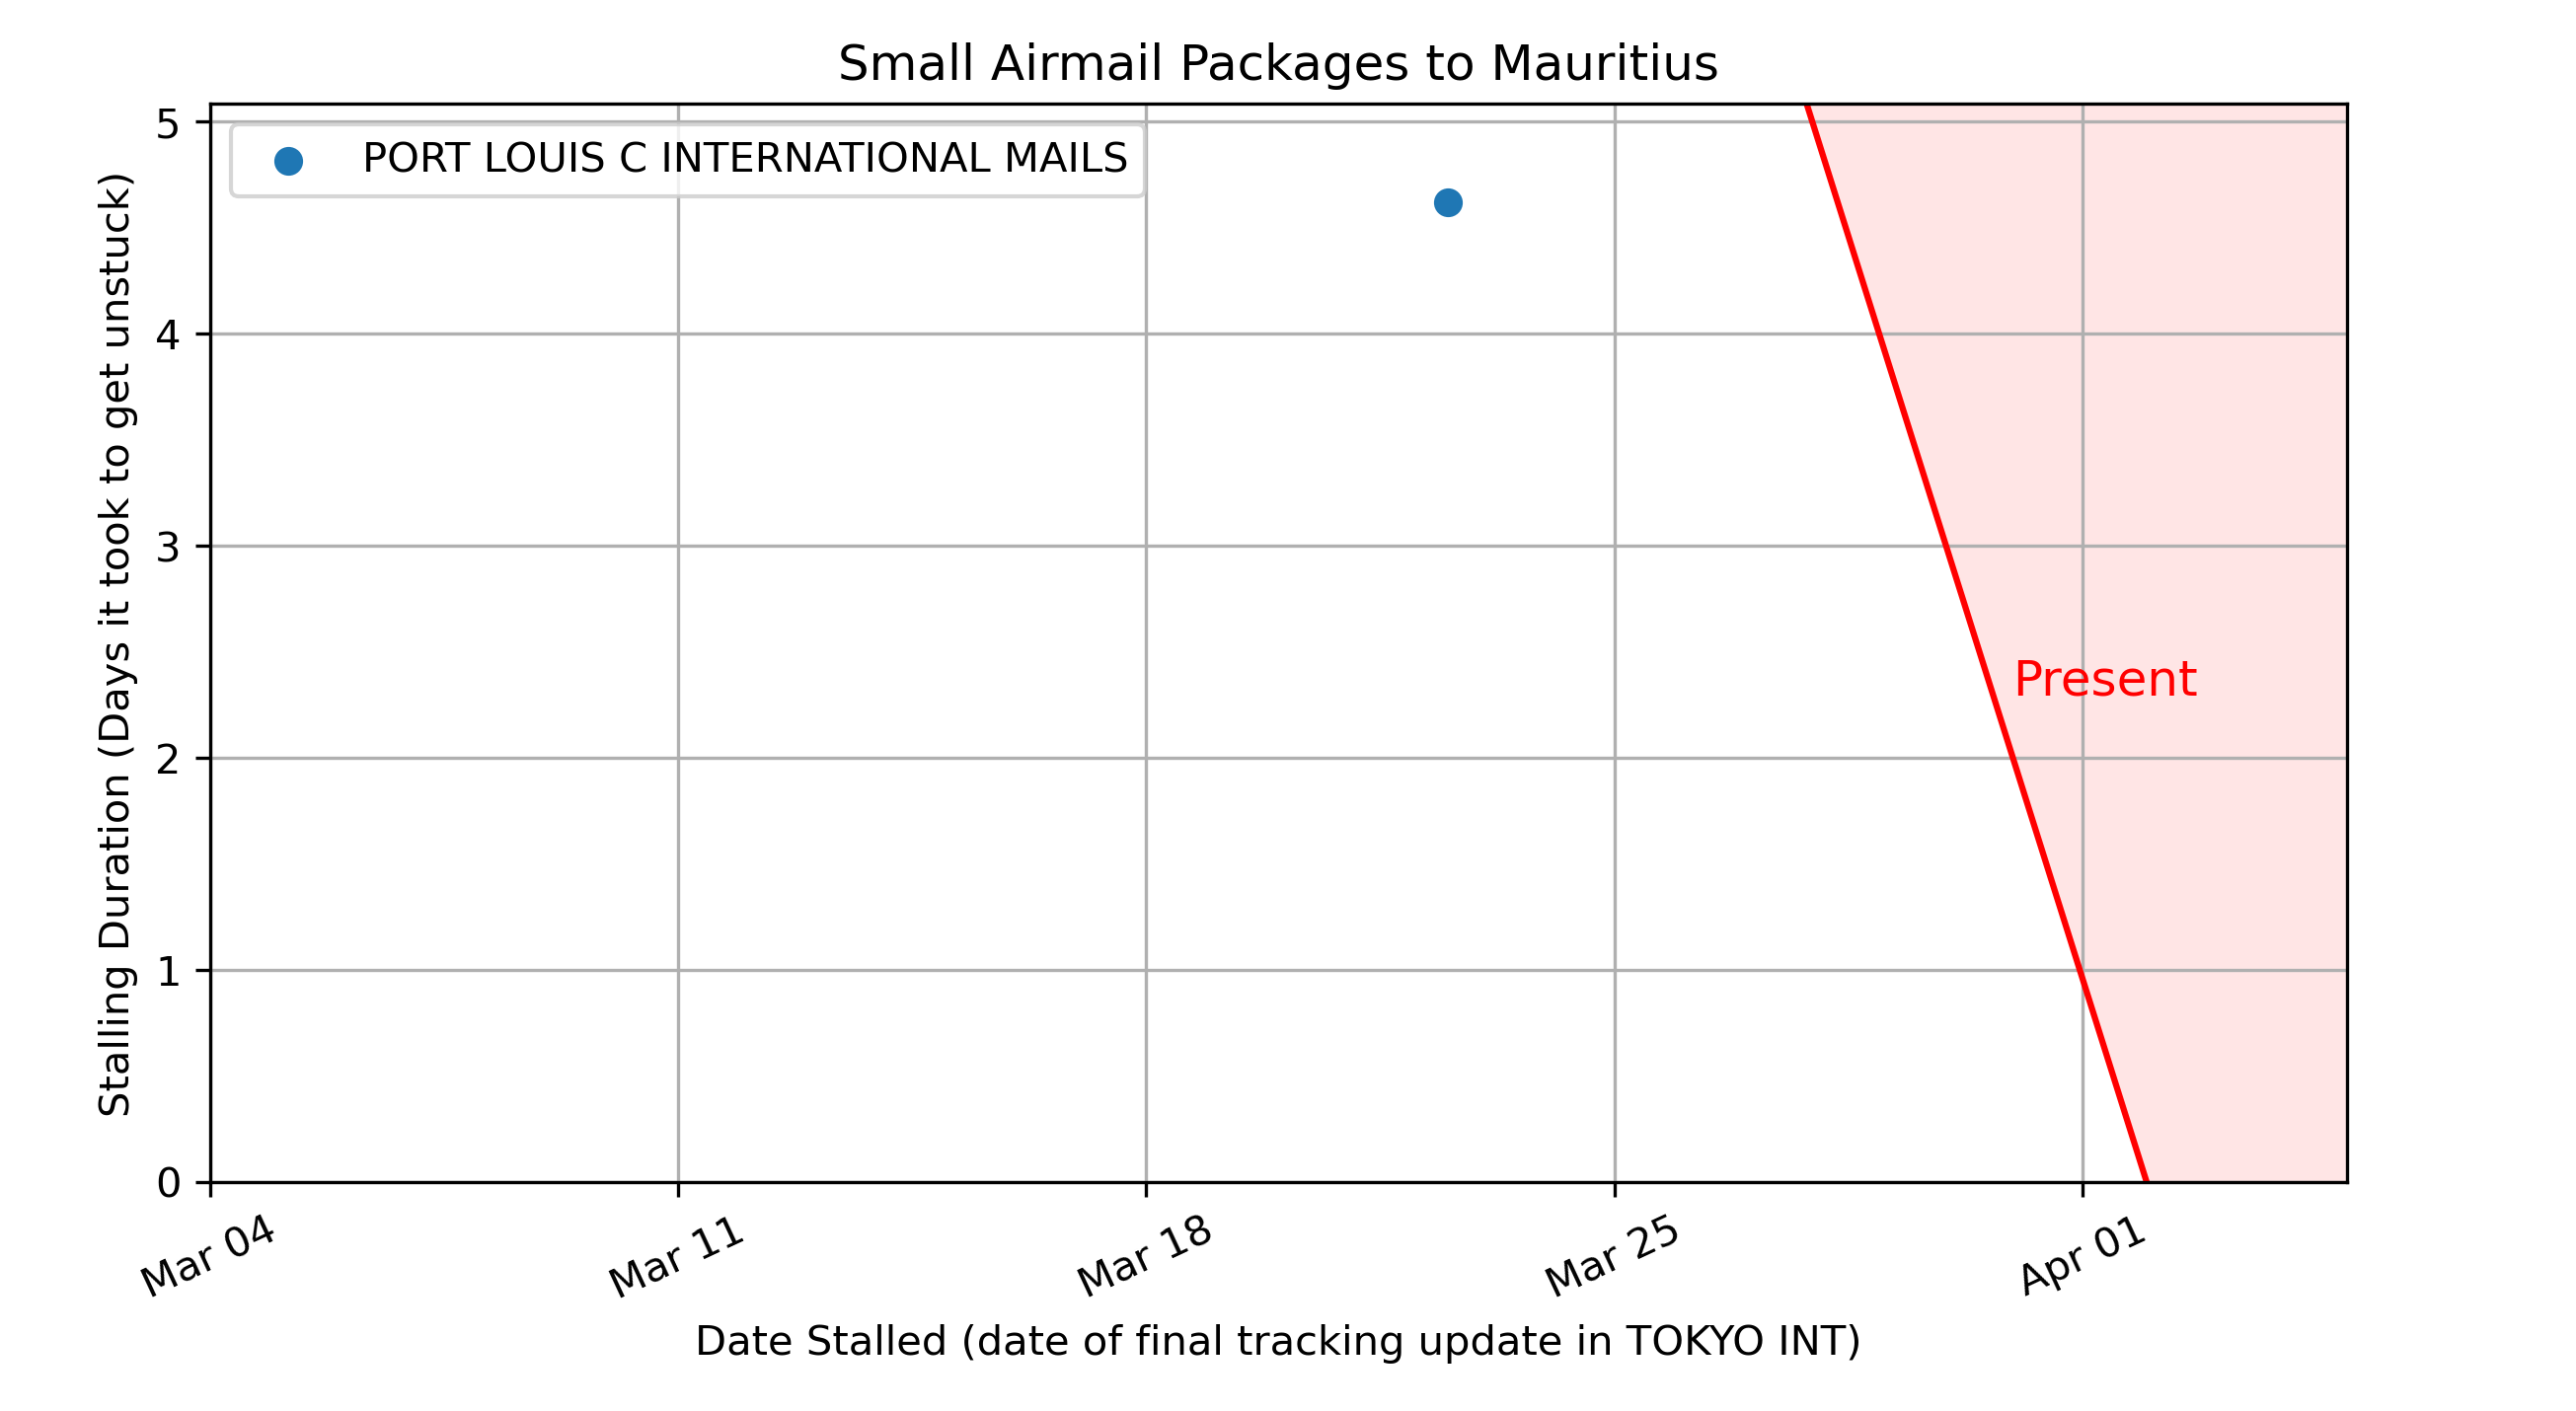 Small Airmail Packages to Mauritius
PORT LOUIS C INTERNATIONAL MAILS
Stalling Duration (Days it took to get unstuck)
5
4
3
2
1
0
Present
Mar 04
Mar 11
Mar 18
Mar 25
Apr 01
Date Stalled (date of final tracking update in TOKYO INT)